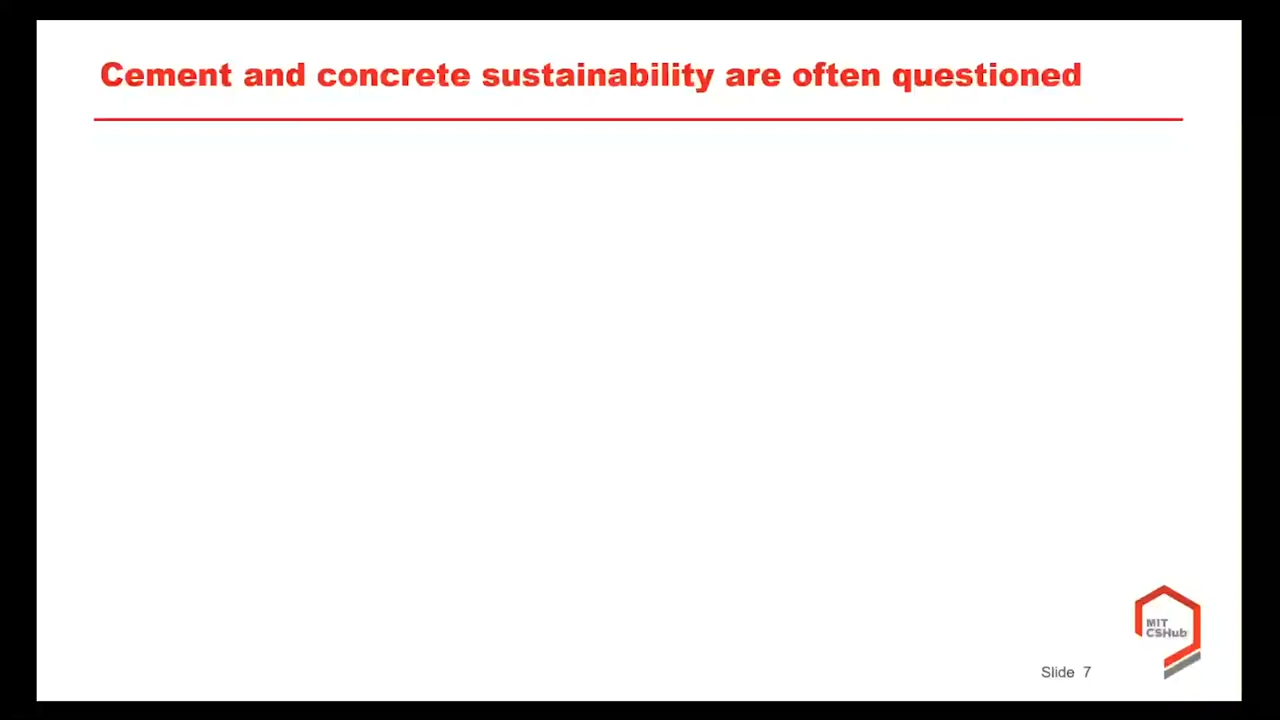 Cement and concrete sustainability are often questioned
MIT
CSHub
Slide 7